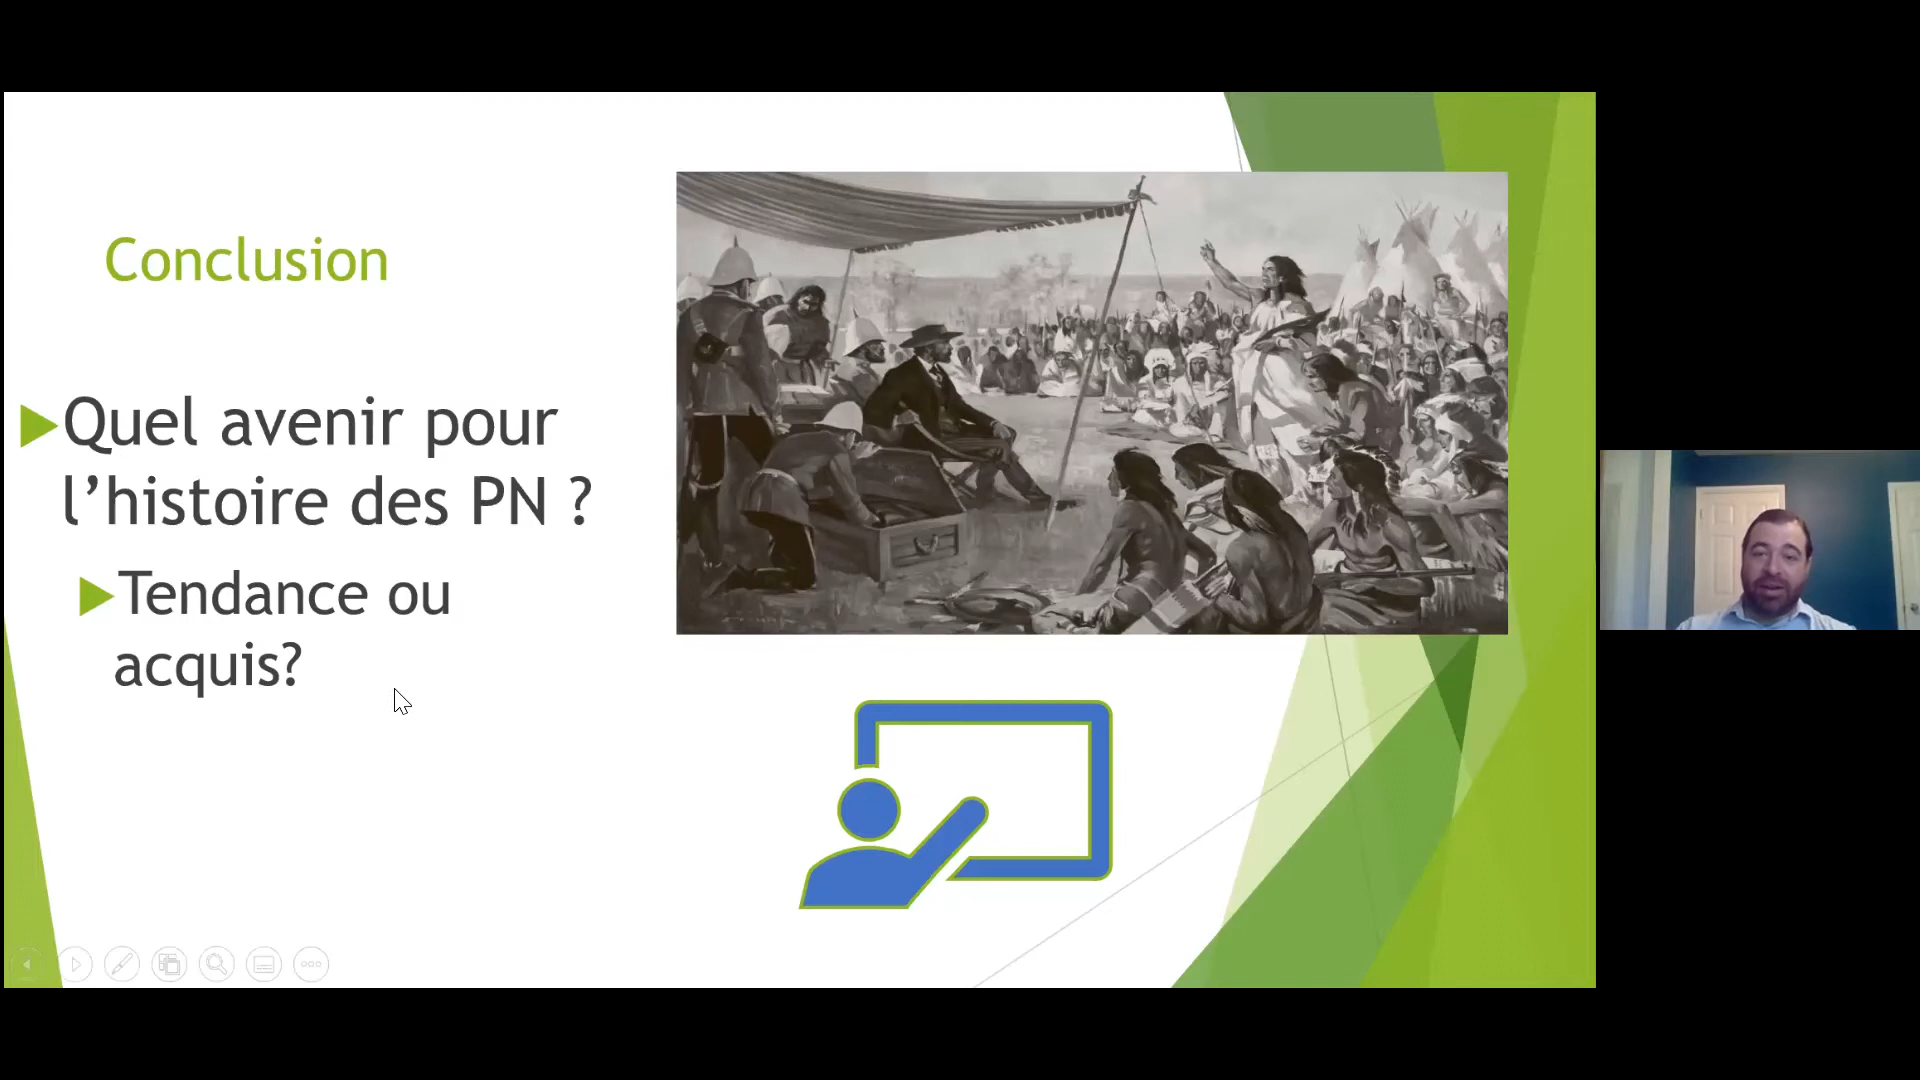 Conclusion
Quel avenir pour
l’histoire des PN ?
Tendance ou
acquis?